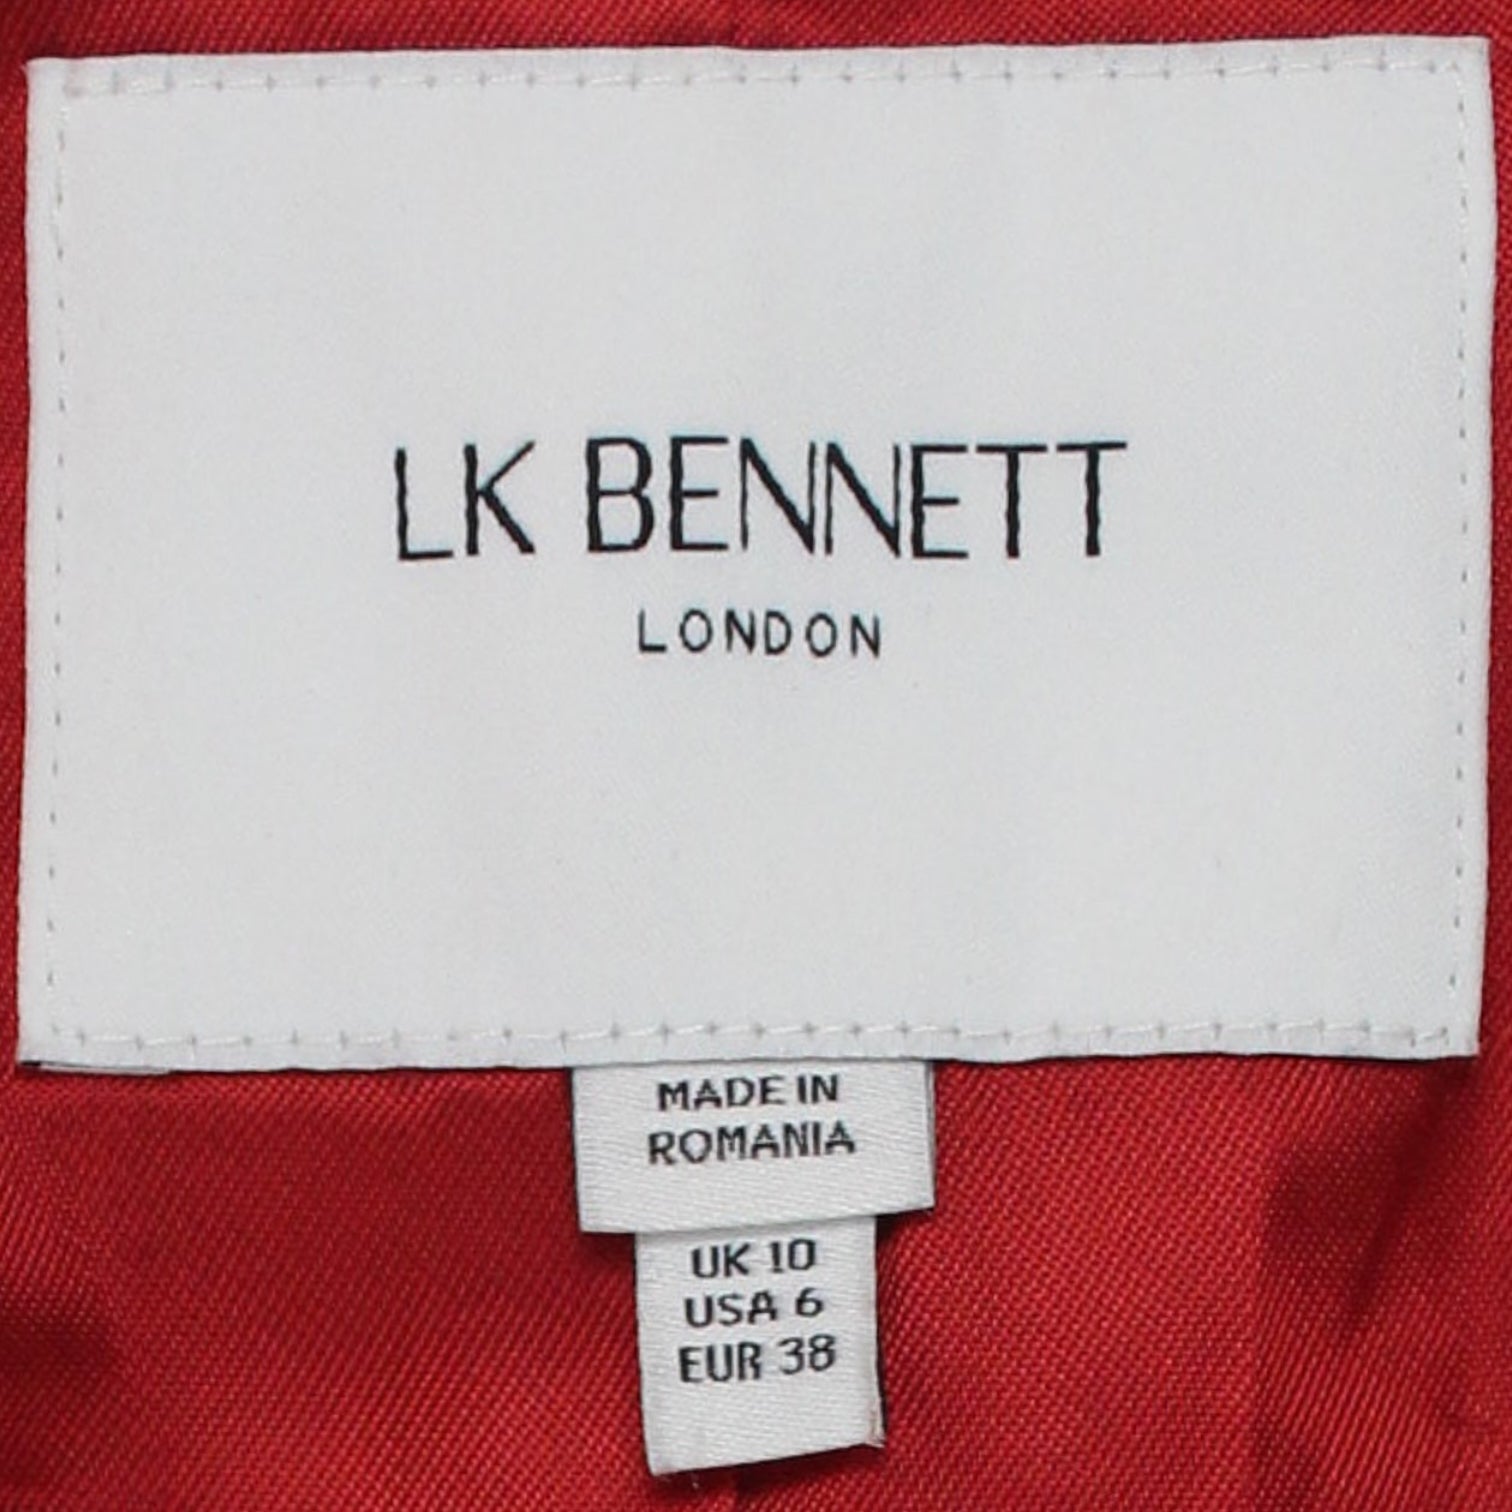 LK BENNETT
LONDON
MADE IN
ROMANIA
UK 10
USA 6
EUR 38